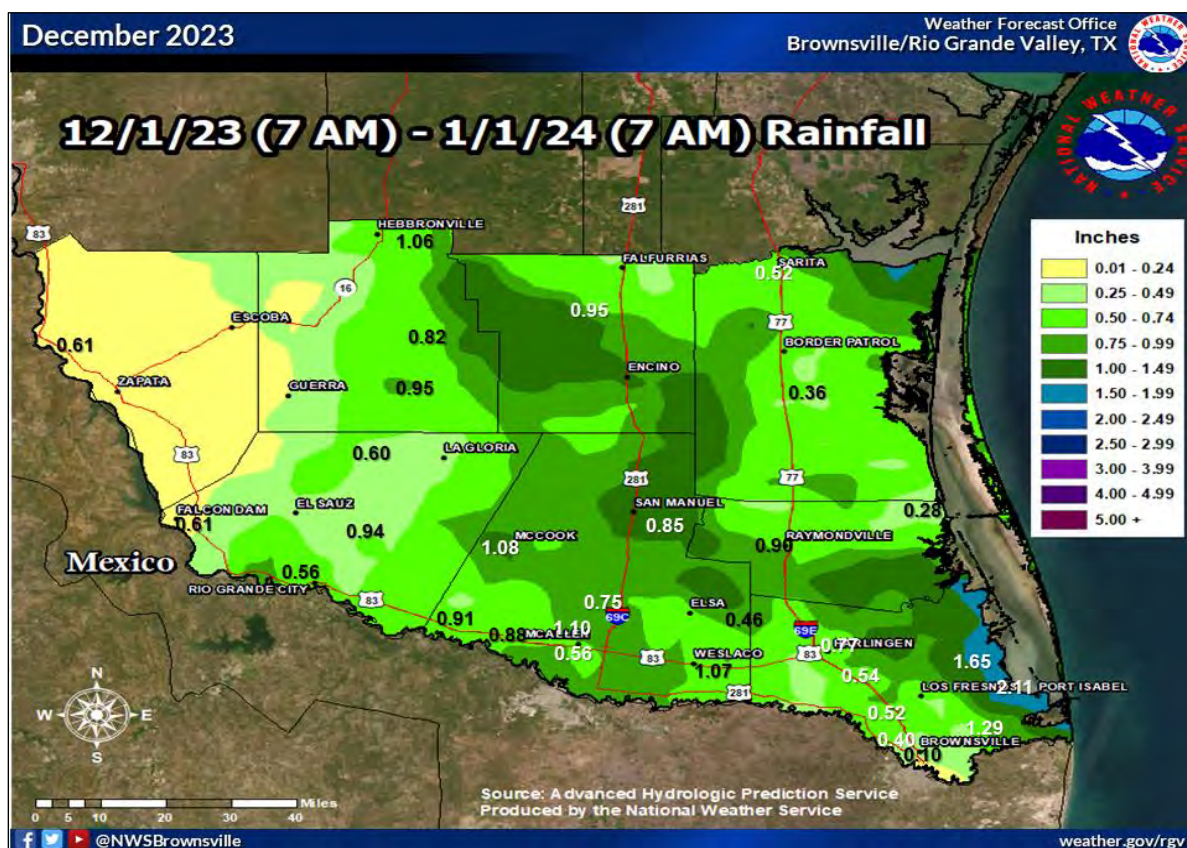 December 2023
Weather Forecast Office
Brownsville/Rio Grande Valley, TX
NATIONAL WEATHER SERVICE
12/1/23 (7 AM) - 1/1/24 (7 AM) Rainfall
Inches
0.01 - 0.24
0.25 - 0.49
0.50 - 0.74
0.75 - 0.99
1.00 - 1.49
1.50 - 1.99
2.00 - 2.49
2.50 - 2.99
3.00 - 3.99
4.00 - 4.99
5.00 +
83
281
HEBBRONVILLE
1.06
FALFURRIAS
SARITA
0.52
16
0.95
ESCOBA
77
0.61
0.82
BORDER PATROL
ZAPATA
GUERRA
0.95
ENCINO
0.36
83
0.60
LA GLORIA
281
77
FALCON DAM
0.61
EL SAUZ
0.94
SAN MANUEL
0.85
0.28
1.08
MCCOOK
0.90
RAYMONDVILLE
Mexico
0.56
RIO GRANDE CITY
83
0.91
0.75
69C
ELSA
0.46
69E
0.88
1.10
MCALLEN
0.56
83
WESLACO
1.07
0.77
HARLINGEN
83
0.54
1.65
281
LOS FRESNOS
2.11
PORT ISABEL
0.52
1.29
0.40
BROWNSVILLE
0.10
N
W
E
S
Miles
0 5 10 20 30 40
Source: Advanced Hydrologic Prediction Service
Produced by the National Weather Service
@NWSBrownsville
weather.gov/rgv